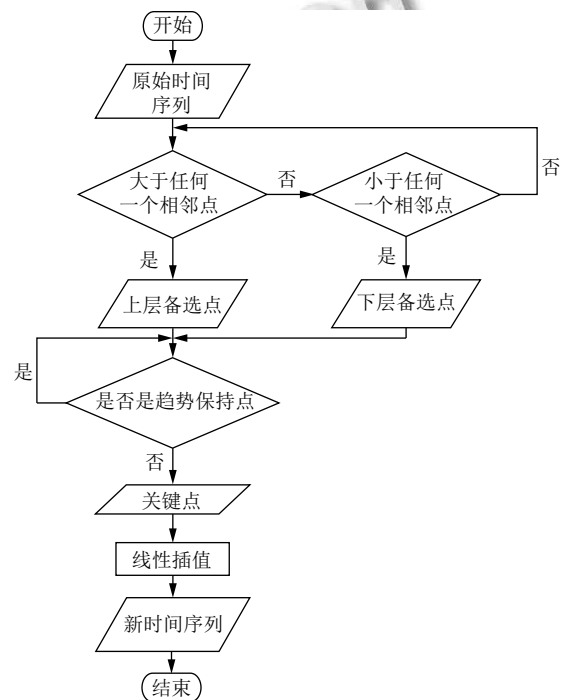 开始
原始时间
序列
大于任何
一个相邻点
否
小于任何
一个相邻点
否
是
是
上层备选点
下层备选点
是
是否是趋势保持点
否
关键点
线性插值
新时间序列
结束